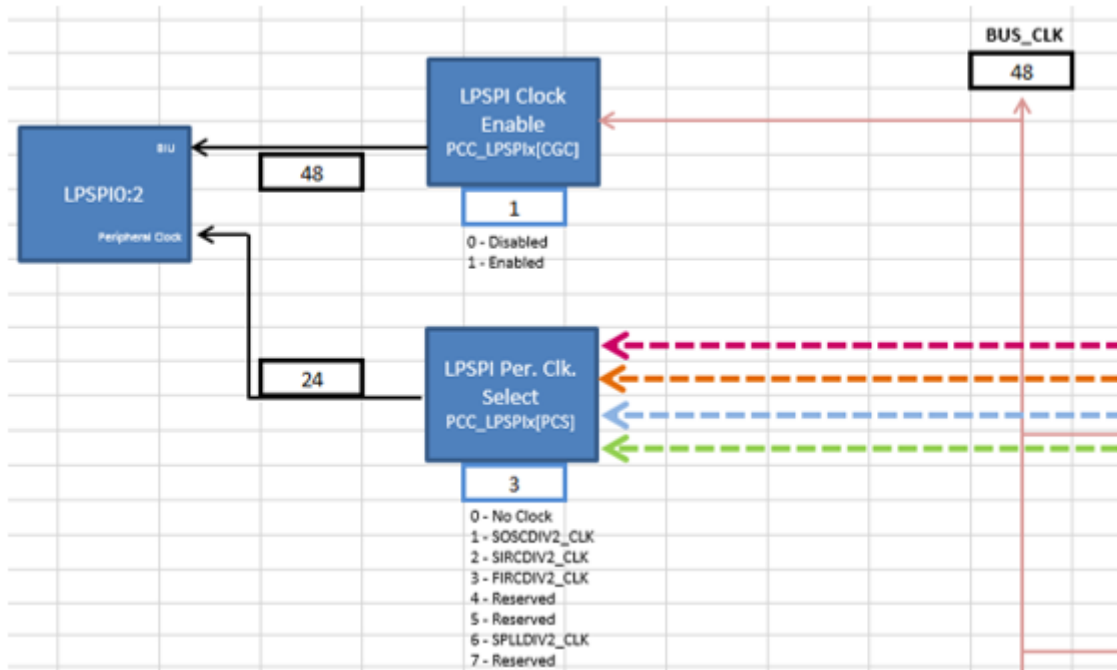 BUS_CLK
48
LPSPI Clock
Enable
PCC_LPSPIx[CGC]
BIU
48
LPSPI0:2
1
Peripheral Clock
0 - Disabled
1 - Enabled
LPSPI Per. Clk.
Select
PCC_LPSPIx[PCS]
24
3
0 - No Clock
1 - SOSCDIV2_CLK
2 - SIRCDIV2_CLK
3 - FIRCDIV2_CLK
4 - Reserved
5 - Reserved
6 - SPLLDIV2_CLK
7 - Reserved